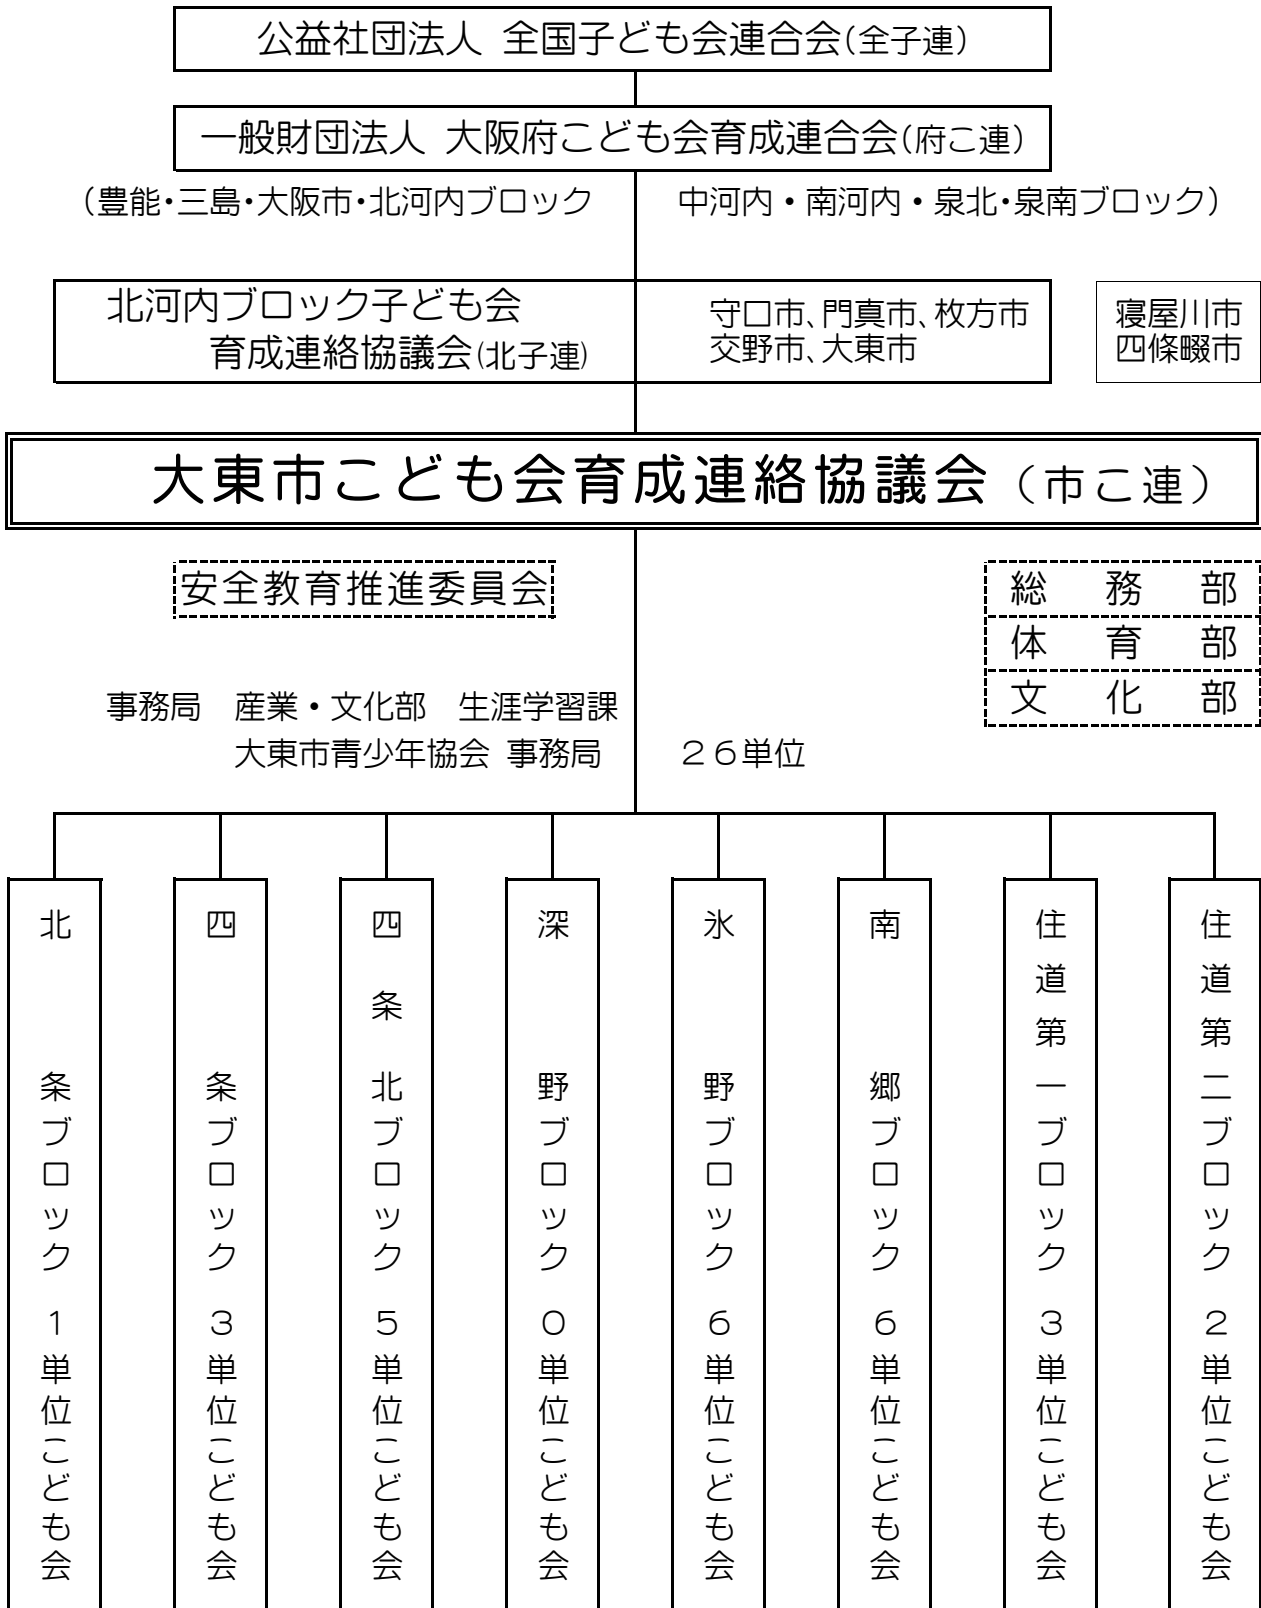 公益社団法人 全国子ども会連合会(全子連)
一般財団法人 大阪府こども会育成連合会(府こ連)
(豊能・三島・大阪市・北河内ブロック 中河内・南河内・泉北・泉南ブロック)
北河内ブロック子ども会
育成連絡協議会(北子連)
守口市、門真市、枚方市
交野市、大東市
寝屋川市
四條畷市
大東市こども会育成連絡協議会(市こ連)
安全教育推進委員会
総務部
体育部
文化部
事務局 産業・文化部 生涯学習課
大東市青少年協会 事務局
26単位
北条ブロック 1単位こども会
四条ブロック 3単位こども会
四条北ブロック 5単位こども会
深野ブロック 0単位こども会
氷野ブロック 6単位こども会
南郷ブロック 6単位こども会
住道第一ブロック 3単位こども会
住道第二ブロック 2単位こども会